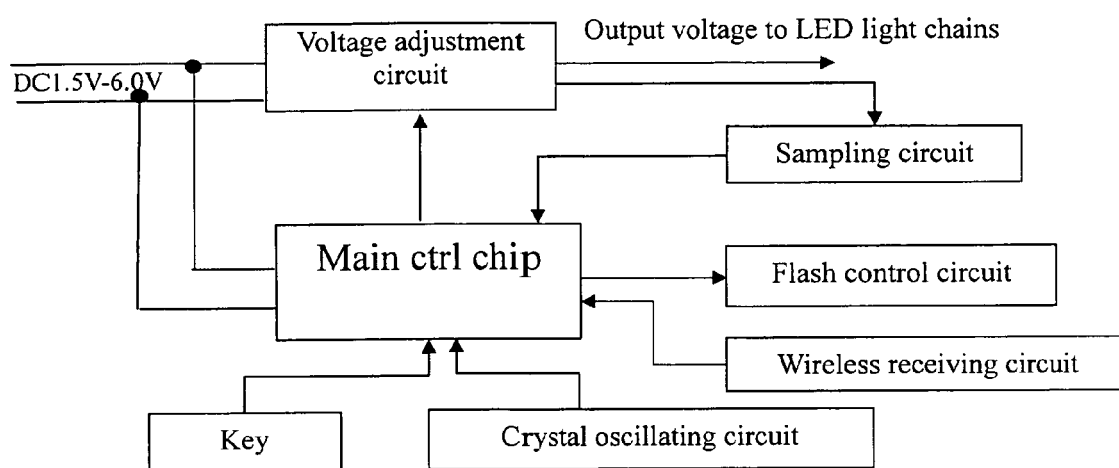 Voltage adjustment
circuit
Output voltage to LED light chains
DC1.5V-6.0V
Sampling circuit
Main ctrl chip
Flash control circuit
Wireless receiving circuit
Key
Crystal oscillating circuit